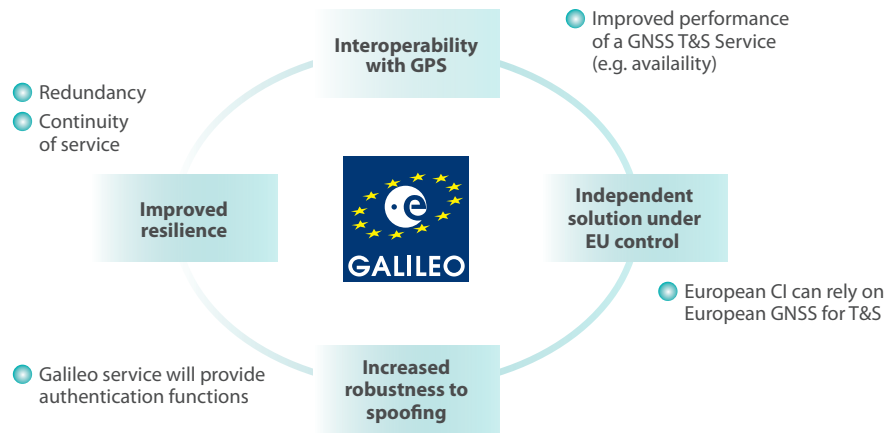 Interoperability
with GPS
Improved performance
of a GNSS T&S Service
(e.g. availaility)
Redundancy
Continuity
of service
Improved
resilience
e
GALILEO
Independent
solution under
EU control
European CI can rely on
European GNSS for T&S
Galileo service will provide
authentication functions
Increased
robustness to
spoofing